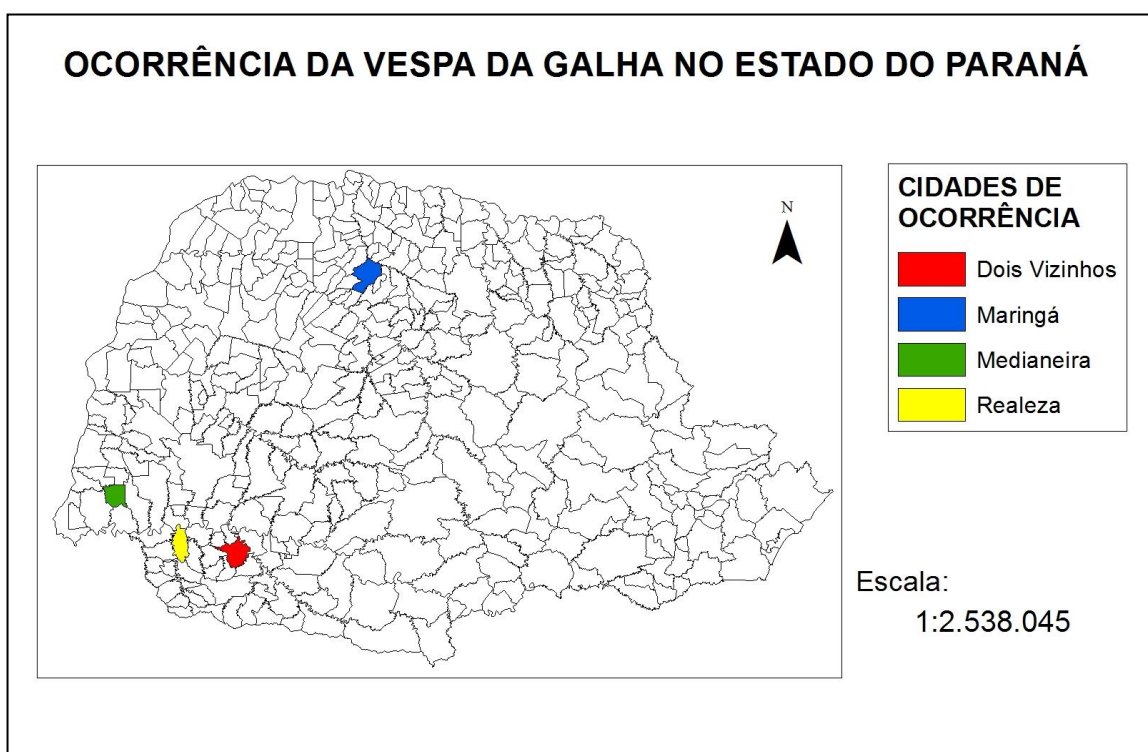 OCORRÊNCIA DA VESPA DA GALHA NO ESTADO DO PARANÁ
N
CIDADES DE
OCORRÊNCIA
Dois Vizinhos
Maringá
Medianeira
Realeza
Escala:
1:2.538.045